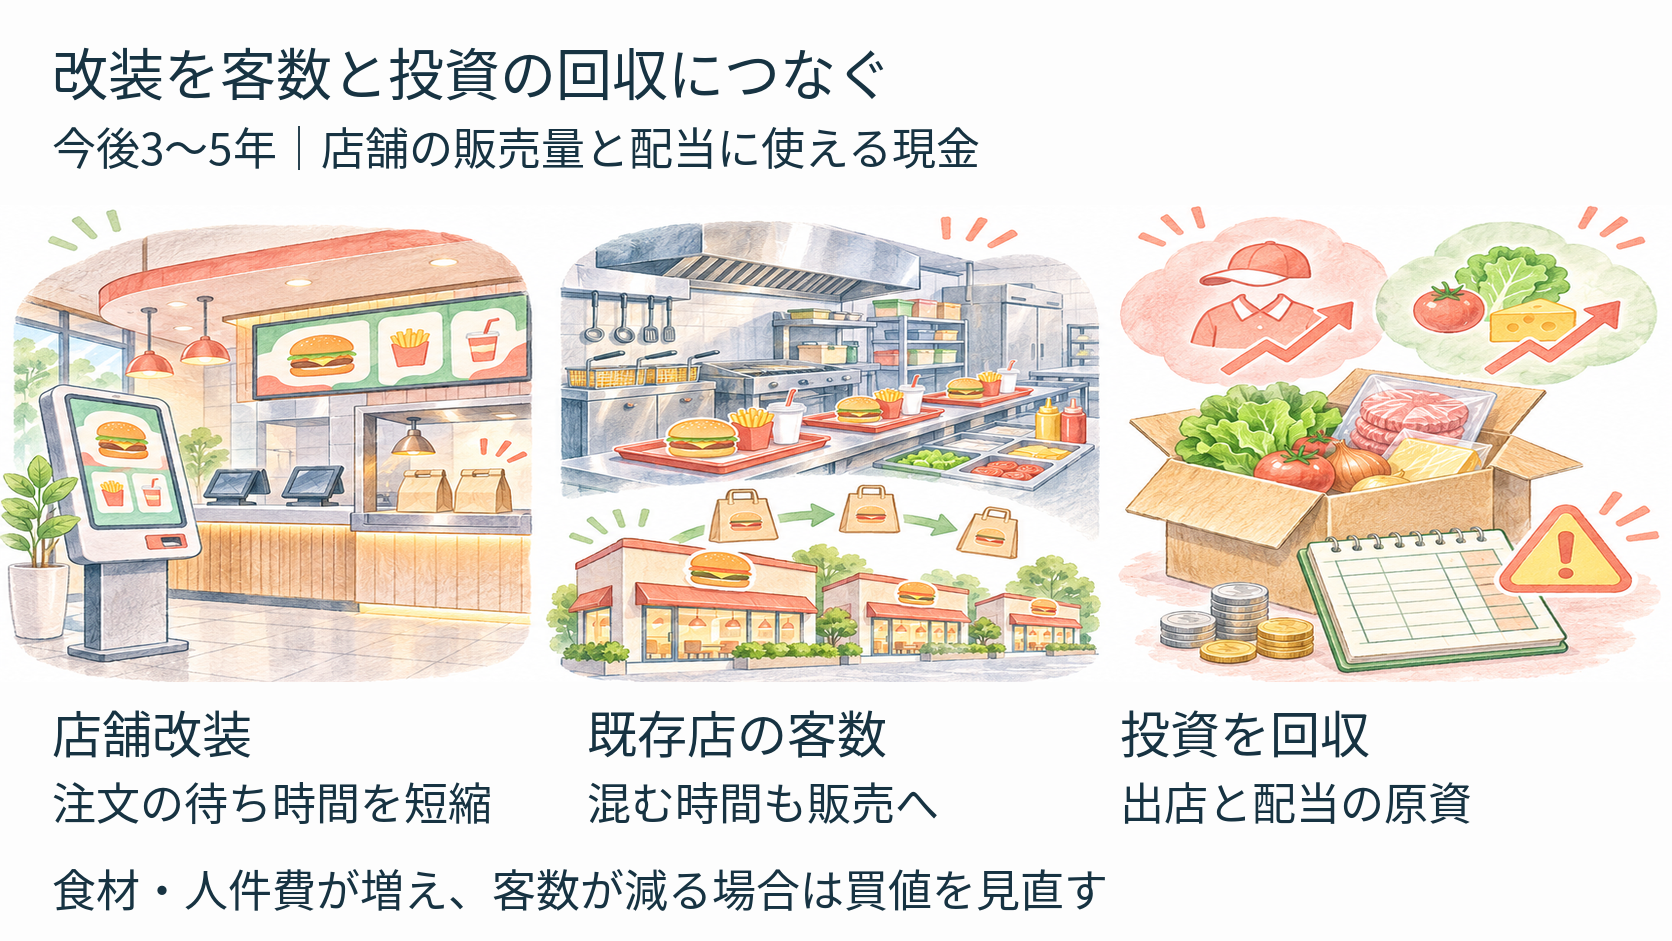 改装を客数と投資の回収につなぐ
今後3〜5年｜店舗の販売量と配当に使える現金
店舗改装
既存店の客数
投資を回収
注文の待ち時間を短縮
混む時間も販売へ
出店と配当の原資
食材・人件費が増え、客数が減る場合は買値を見直す